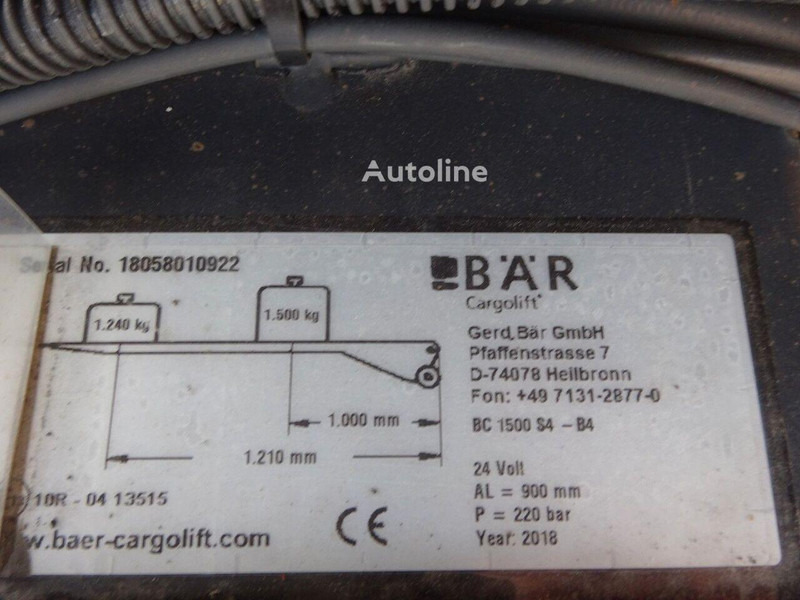 Autoline
Serial No. 18058010922
1.240 kg
1.500 kg
1.000 mm
1.210 mm
10R - 04 13515
w.baer-cargolift.com
CE
BÄR
Cargolift
Gerd Bär GmbH
Pfaffenstrasse 7
D-74078 Heilbronn
Fon: +49 7131-2877-0
BC 1500 S4 - B4
24 Volt
AL = 900 mm
P = 220 bar
Year: 2018